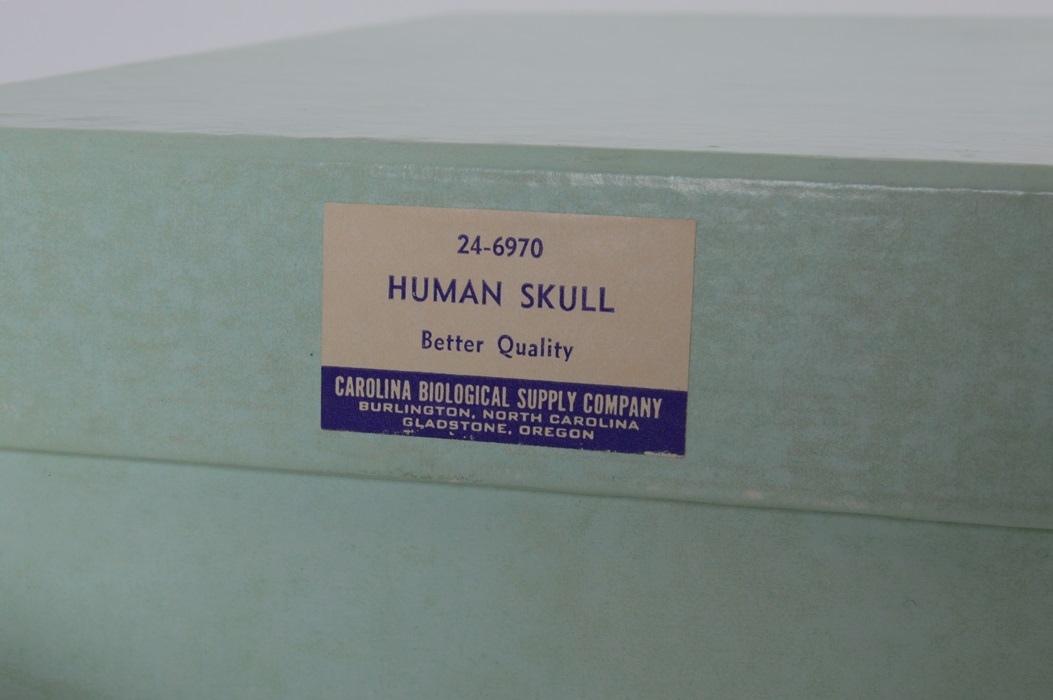 24-6970
HUMAN SKULL
Better Quality
CAROLINA BIOLOGICAL SUPPLY COMPANY
BURLINGTON, NORTH CAROLINA
GLADSTONE, OREGON